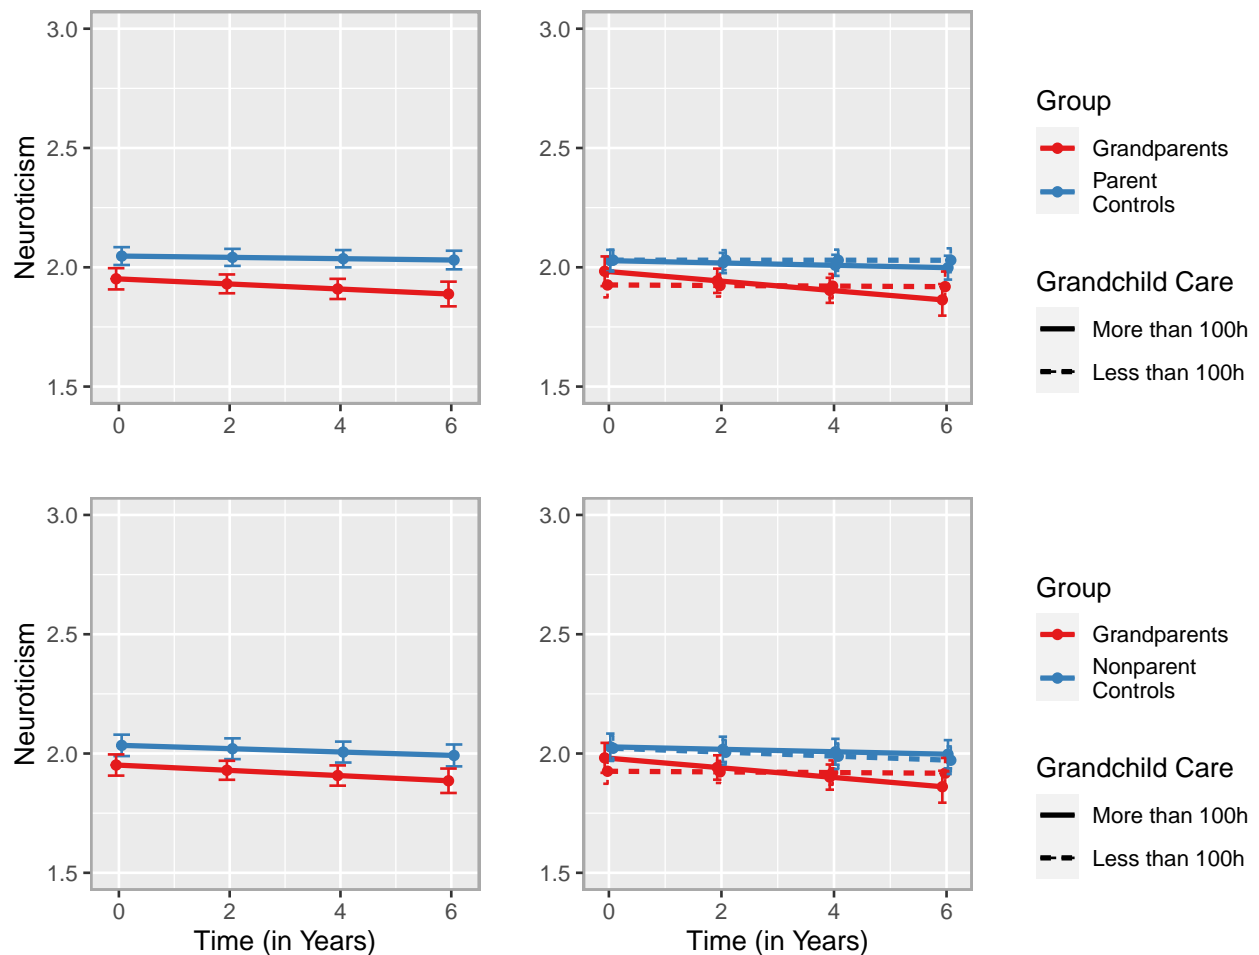 3.0
2.5
2.0
1.5
Neuroticism
0 2 4 6
3.0
2.5
2.0
1.5
0 2 4 6
Group
Grandparents
Parent
Controls
Grandchild Care
More than 100h
Less than 100h
3.0
2.5
2.0
1.5
Neuroticism
0 2 4 6
Time (in Years)
3.0
2.5
2.0
1.5
0 2 4 6
Time (in Years)
Group
Grandparents
Nonparent
Controls
Grandchild Care
More than 100h
Less than 100h